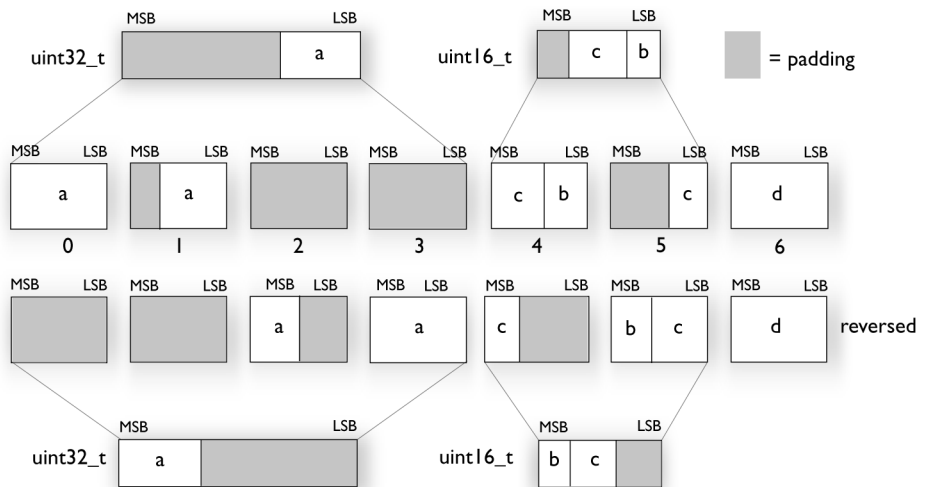 MSB LSB MSB LSB
uint32_t a uint16_t c b = padding
MSB LSB MSB LSB MSB LSB MSB LSB MSB LSB MSB LSB MSB LSB
a a c b c d
0 1 2 3 4 5 6
MSB LSB MSB LSB MSB LSB MSB LSB MSB LSB MSB LSB MSB LSB
a a c b c d reversed
MSB LSB MSB LSB
uint32_t a uint16_t b c